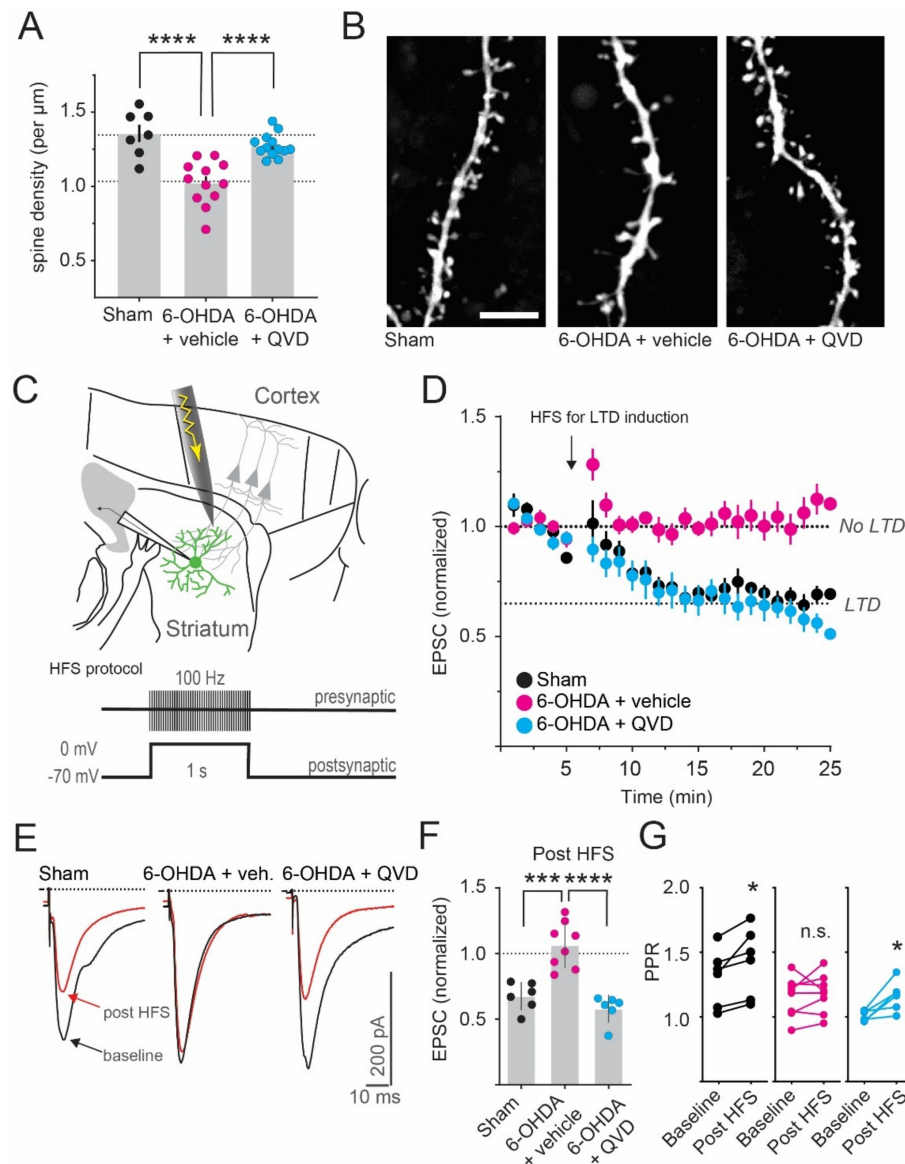 A
**** ****
spine density (per µm)
1.5
1.0
0.5
Sham
6-OHDA
+ vehicle
6-OHDA
+ QVD
B
Sham
6-OHDA + vehicle
6-OHDA + QVD
C
Cortex
Striatum
HFS protocol
100 Hz
presynaptic
0 mV
-70 mV
1 s
postsynaptic
D
HFS for LTD induction
EPSC (normalized)
1.5
1.0
0.5
No LTD
LTD
Sham
6-OHDA + vehicle
6-OHDA + QVD
5 10 15 20 25
Time (min)
E
Sham
6-OHDA + veh.
6-OHDA + QVD
post HFS
baseline
200 pA
10 ms
F
Post HFS
*** ****
EPSC (normalized)
1.5
1.0
0.5
Sham
6-OHDA
+ vehicle
6-OHDA
+ QVD
G
PPR
2.0
1.5
1.0
*
n.s.
*
Baseline
Post HFS
Baseline
Post HFS
Baseline
Post HFS